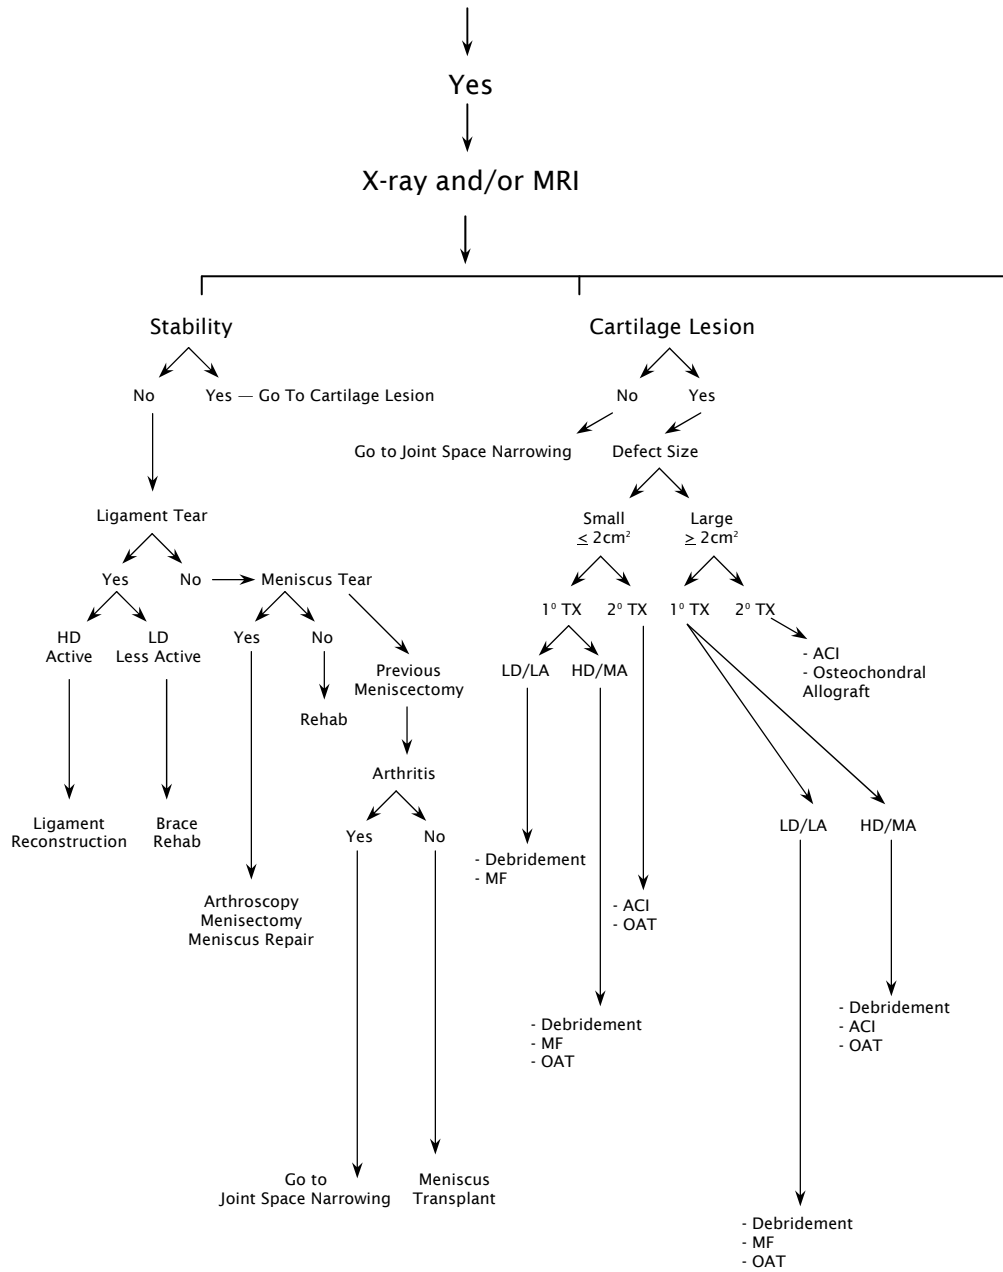 Yes
X-ray and/or MRI
Stability
Cartilage Lesion
No
Yes — Go To Cartilage Lesion
No
Yes
Go to Joint Space Narrowing
Defect Size
Ligament Tear
Small
≤ 2cm²
Large
≥ 2cm²
Yes
No
Meniscus Tear
1⁰ TX
2⁰ TX
1⁰ TX
2⁰ TX
HD
Active
LD
Less Active
Yes
No
Previous
Meniscectomy
LD/LA
HD/MA
- ACI
- Osteochondral
Allograft
Rehab
Arthritis
Ligament
Reconstruction
Brace
Rehab
Yes
No
LD/LA
HD/MA
- Debridement
- MF
Arthroscopy
Menisectomy
Meniscus Repair
- ACI
- OAT
- Debridement
- MF
- OAT
- Debridement
- ACI
- OAT
Go to
Joint Space Narrowing
Meniscus
Transplant
- Debridement
- MF
- OAT